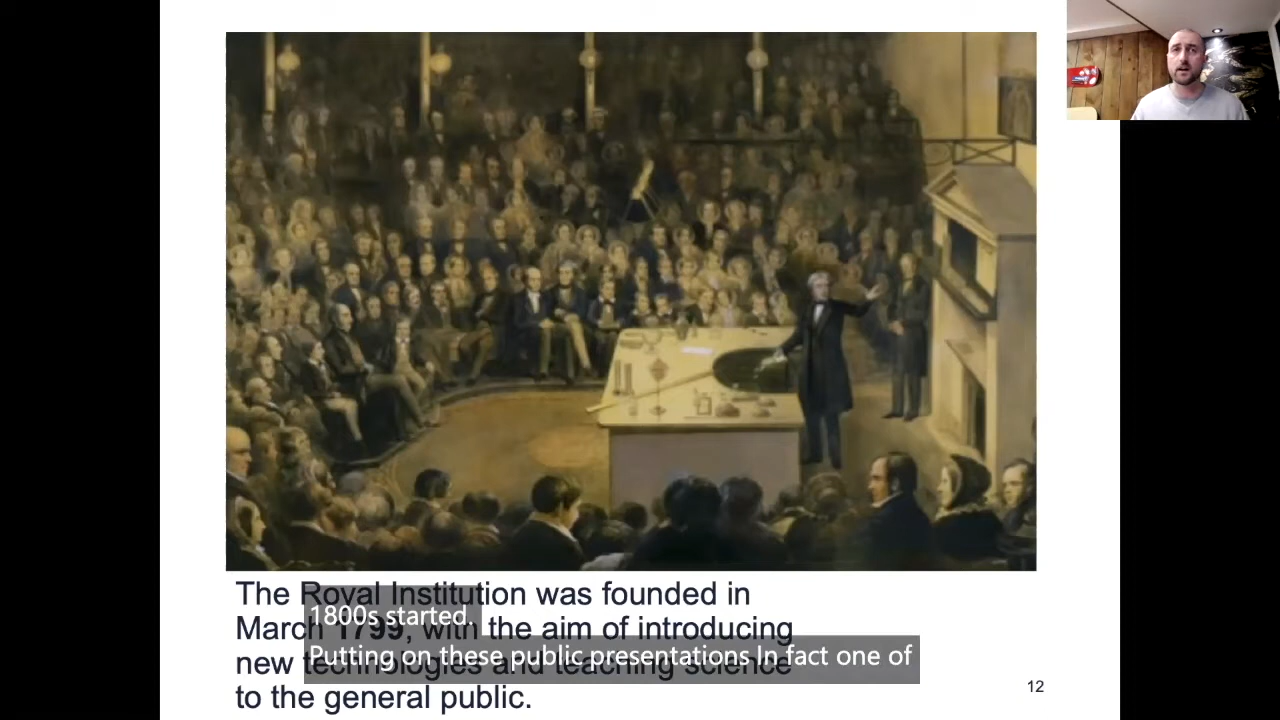 The Royal Institution was founded in
March 1799, with the aim of introducing
new technologies and teaching science
to the general public.
1800s started.
Putting on these public presentations In fact one of
12